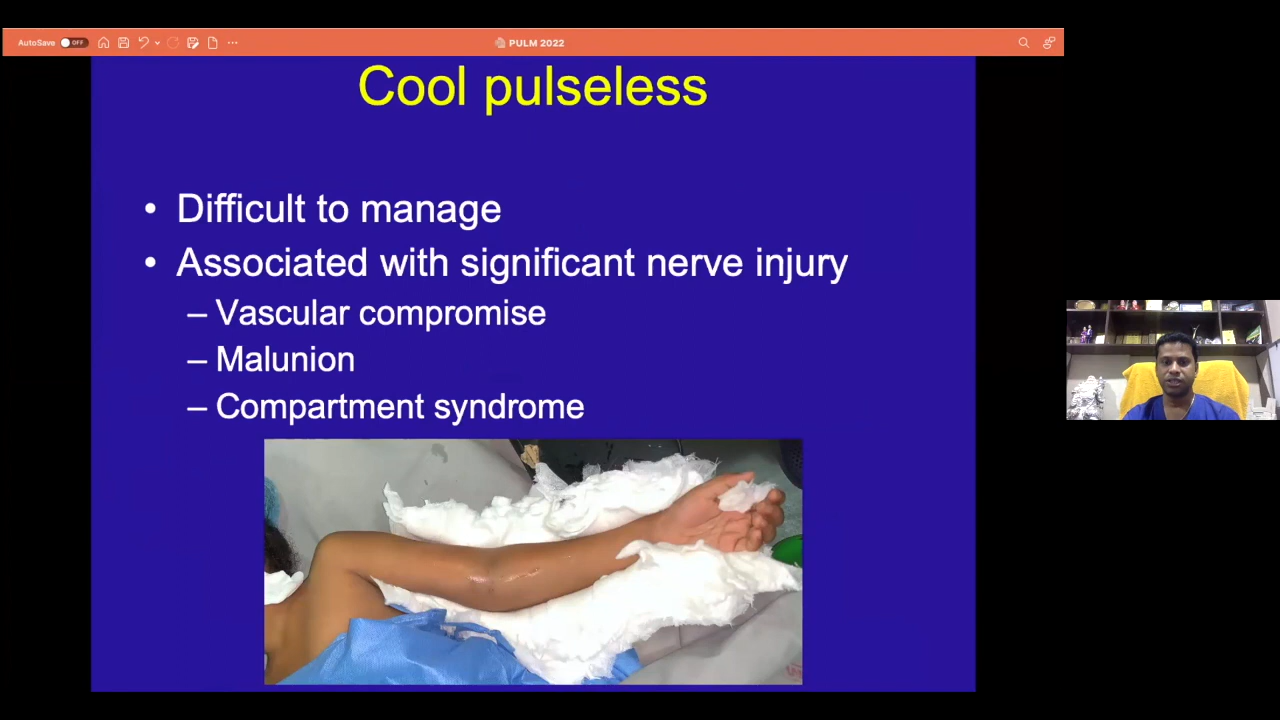 AutoSave OFF
PULM 2022
Cool pulseless
• Difficult to manage
• Associated with significant nerve injury
– Vascular compromise
– Malunion
– Compartment syndrome